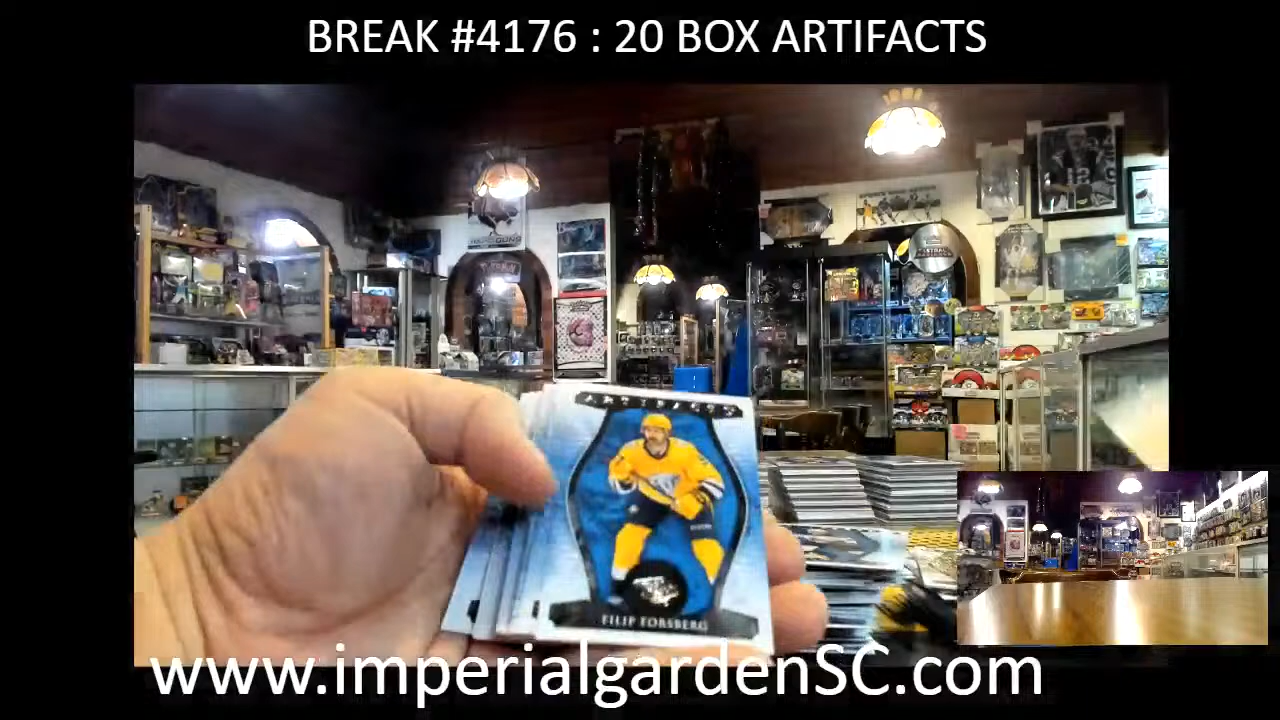 BREAK #4176 : 20 BOX ARTIFACTS
ARTIFACTS
FILIP FORSBERG
www.imperialgardenSC.com